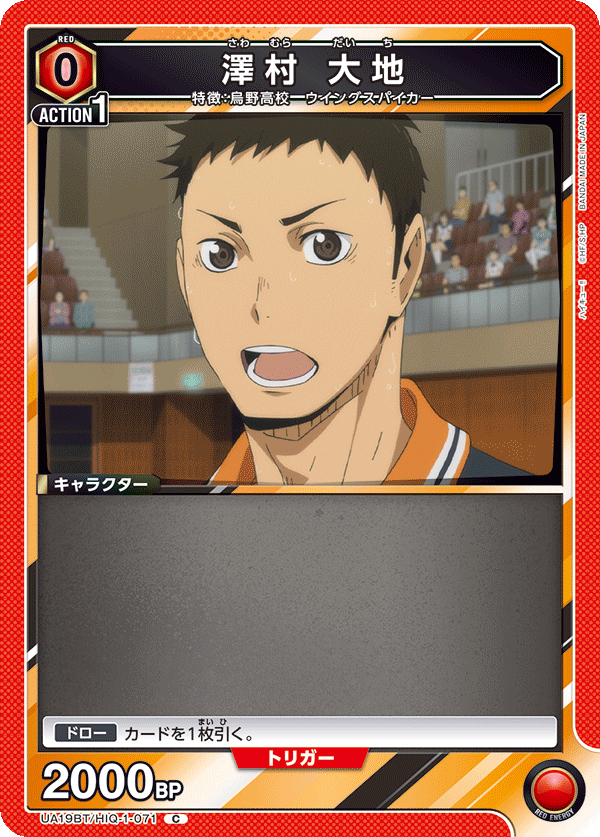 RED
0
ACTION 1
さわ むら だい ち
澤村 大地
特徴:烏野高校 ウイングスパイカー
BANDAI MADE IN JAPAN
©HF/S,HP
ハイキュー!!
キャラクター
ドロー カードを1枚引く。
まい ひ
トリガー
2000BP
UA19BT/HIQ-1-071 C
RED ENERGY